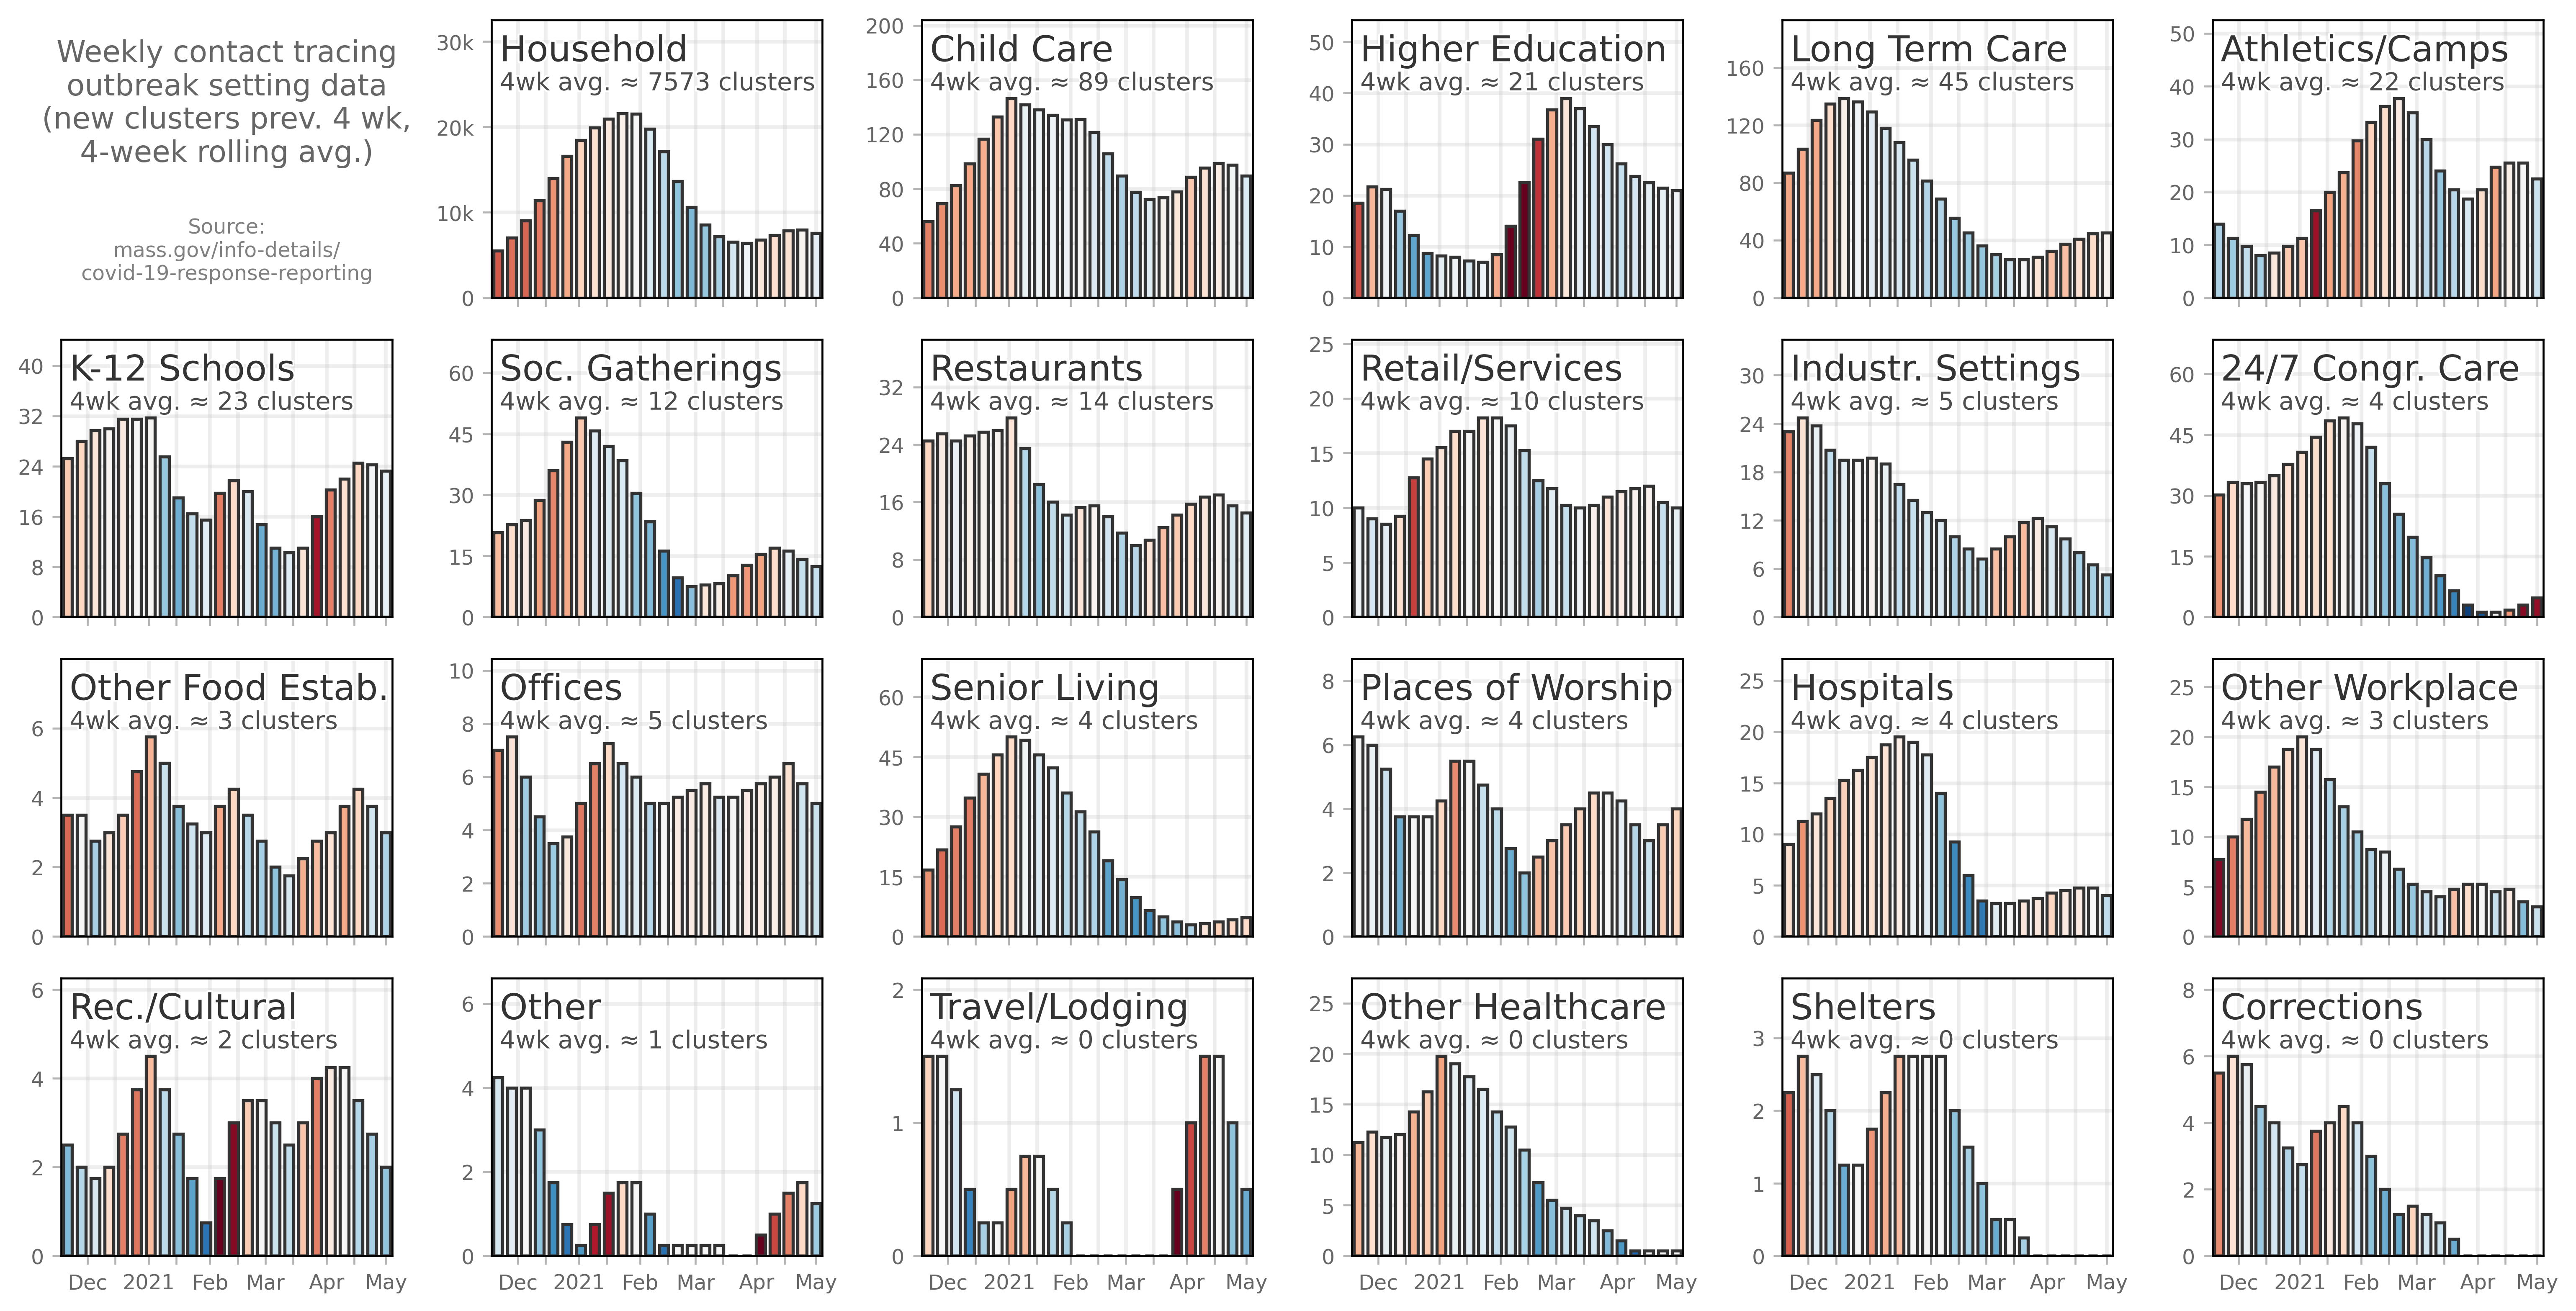 Weekly contact tracing
outbreak setting data
(new clusters prev. 4 wk,
4-week rolling avg.)
Source:
mass.gov/info-details/
covid-19-response-reporting
Household
4wk avg. ≈ 7573 clusters
30k
20k
10k
0
Child Care
4wk avg. ≈ 89 clusters
200
160
120
80
40
0
Higher Education
4wk avg. ≈ 21 clusters
50
40
30
20
10
0
Long Term Care
4wk avg. ≈ 45 clusters
160
120
80
40
0
Athletics/Camps
4wk avg. ≈ 22 clusters
50
40
30
20
10
0
K-12 Schools
4wk avg. ≈ 23 clusters
40
32
24
16
8
0
Soc. Gatherings
4wk avg. ≈ 12 clusters
60
45
30
15
0
Restaurants
4wk avg. ≈ 14 clusters
32
24
16
8
0
Retail/Services
4wk avg. ≈ 10 clusters
25
20
15
10
5
0
Industr. Settings
4wk avg. ≈ 5 clusters
30
24
18
12
6
0
24/7 Congr. Care
4wk avg. ≈ 4 clusters
60
45
30
15
0
Other Food Estab.
4wk avg. ≈ 3 clusters
6
4
2
0
Offices
4wk avg. ≈ 5 clusters
10
8
6
4
2
0
Senior Living
4wk avg. ≈ 4 clusters
60
45
30
15
0
Places of Worship
4wk avg. ≈ 4 clusters
8
6
4
2
0
Hospitals
4wk avg. ≈ 4 clusters
25
20
15
10
5
0
Other Workplace
4wk avg. ≈ 3 clusters
25
20
15
10
5
0
Rec./Cultural
4wk avg. ≈ 2 clusters
6
4
2
0
Dec 2021 Feb Mar Apr May
Other
4wk avg. ≈ 1 clusters
6
4
2
0
Dec 2021 Feb Mar Apr May
Travel/Lodging
4wk avg. ≈ 0 clusters
2
1
0
Dec 2021 Feb Mar Apr May
Other Healthcare
4wk avg. ≈ 0 clusters
25
20
15
10
5
0
Dec 2021 Feb Mar Apr May
Shelters
4wk avg. ≈ 0 clusters
3
2
1
0
Dec 2021 Feb Mar Apr May
Corrections
4wk avg. ≈ 0 clusters
8
6
4
2
0
Dec 2021 Feb Mar Apr May